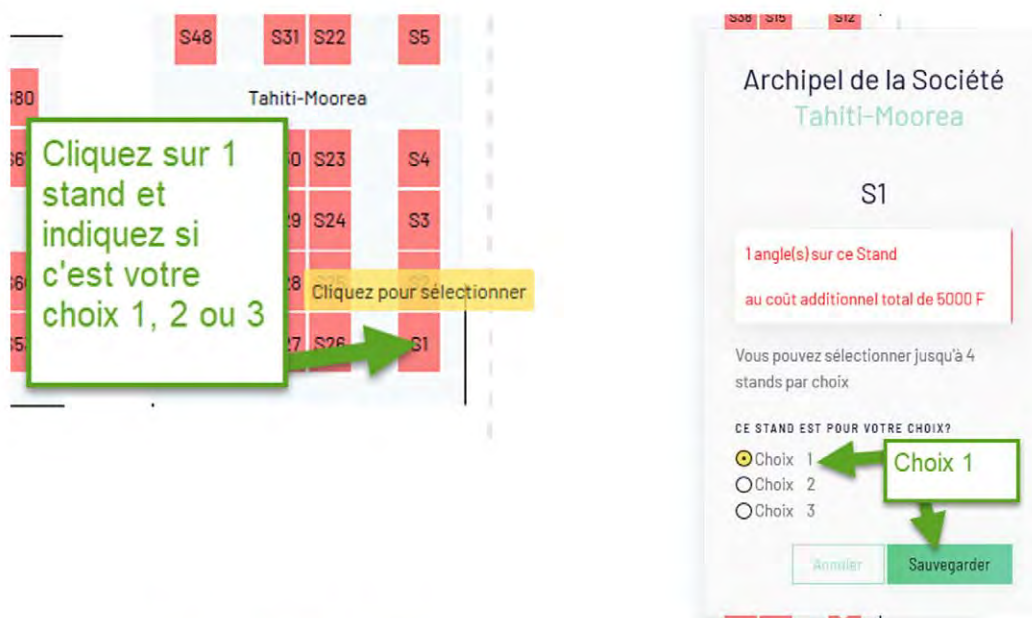 S48 S31 S22 S5
Tahiti-Moorea
S23 S4
S24 S3
Cliquez pour sélectionner
S26 S1
Cliquez sur 1
stand et
indiquez si
c'est votre
choix 1, 2 ou 3
S38 S15 S12
Archipel de la Société
Tahiti-Moorea
S1
1 angle(s) sur ce Stand
au coût additionnel total de 5000 F
Vous pouvez sélectionner jusqu'à 4
stands par choix
CE STAND EST POUR VOTRE CHOIX?
Choix 1
Choix 2
Choix 3
Choix 1
Annuler Sauvegarder